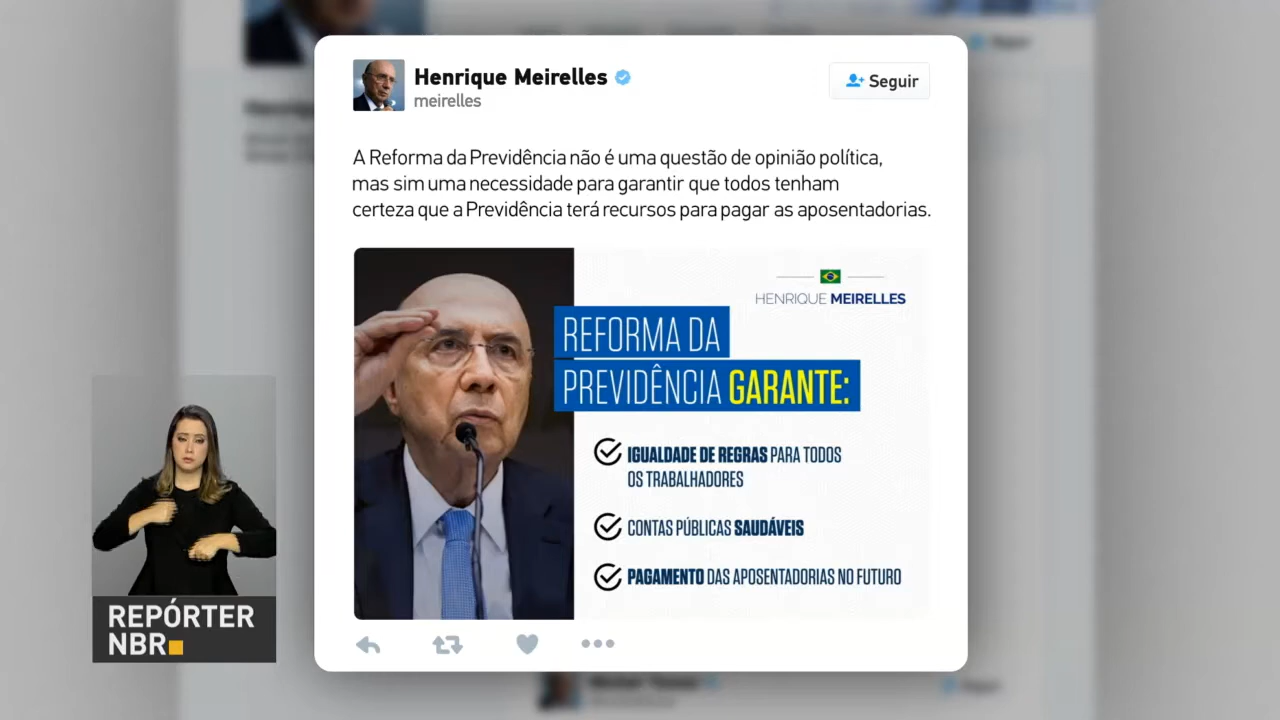 Henrique Meirelles
meirelles
Seguir
A Reforma da Previdência não é uma questão de opinião política,
mas sim uma necessidade para garantir que todos tenham
certeza que a Previdência terá recursos para pagar as aposentadorias.
HENRIQUE MEIRELLES
REFORMA DA
PREVIDÊNCIA GARANTE:
IGUALDADE DE REGRAS PARA TODOS
OS TRABALHADORES
CONTAS PÚBLICAS SAUDÁVEIS
PAGAMENTO DAS APOSENTADORIAS NO FUTURO
REPÓRTER
NBR